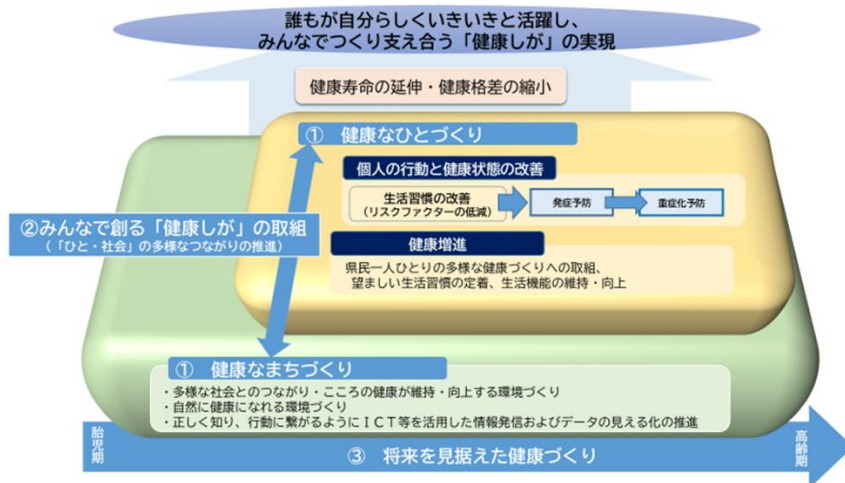 誰もが自分らしくいきいきと活躍し、
みんなでつくり支え合う「健康しが」の実現
健康寿命の延伸・健康格差の縮小
① 健康なひとづくり
個人の行動と健康状態の改善
生活習慣の改善
（リスクファクターの低減）
発症予防
重症化予防
②みんなで創る「健康しが」の取組
（「ひと・社会」の多様なつながりの推進）
健康増進
県民一人ひとりの多様な健康づくりへの取組、
望ましい生活習慣の定着、生活機能の維持・向上
① 健康なまちづくり
・多様な社会とのつながり・こころの健康が維持・向上する環境づくり
・自然に健康になれる環境づくり
・正しく知り、行動に繋がるようにＩＣＴ等を活用した情報発信およびデータの見える化の推進
胎児期
③ 将来を見据えた健康づくり
高齢期